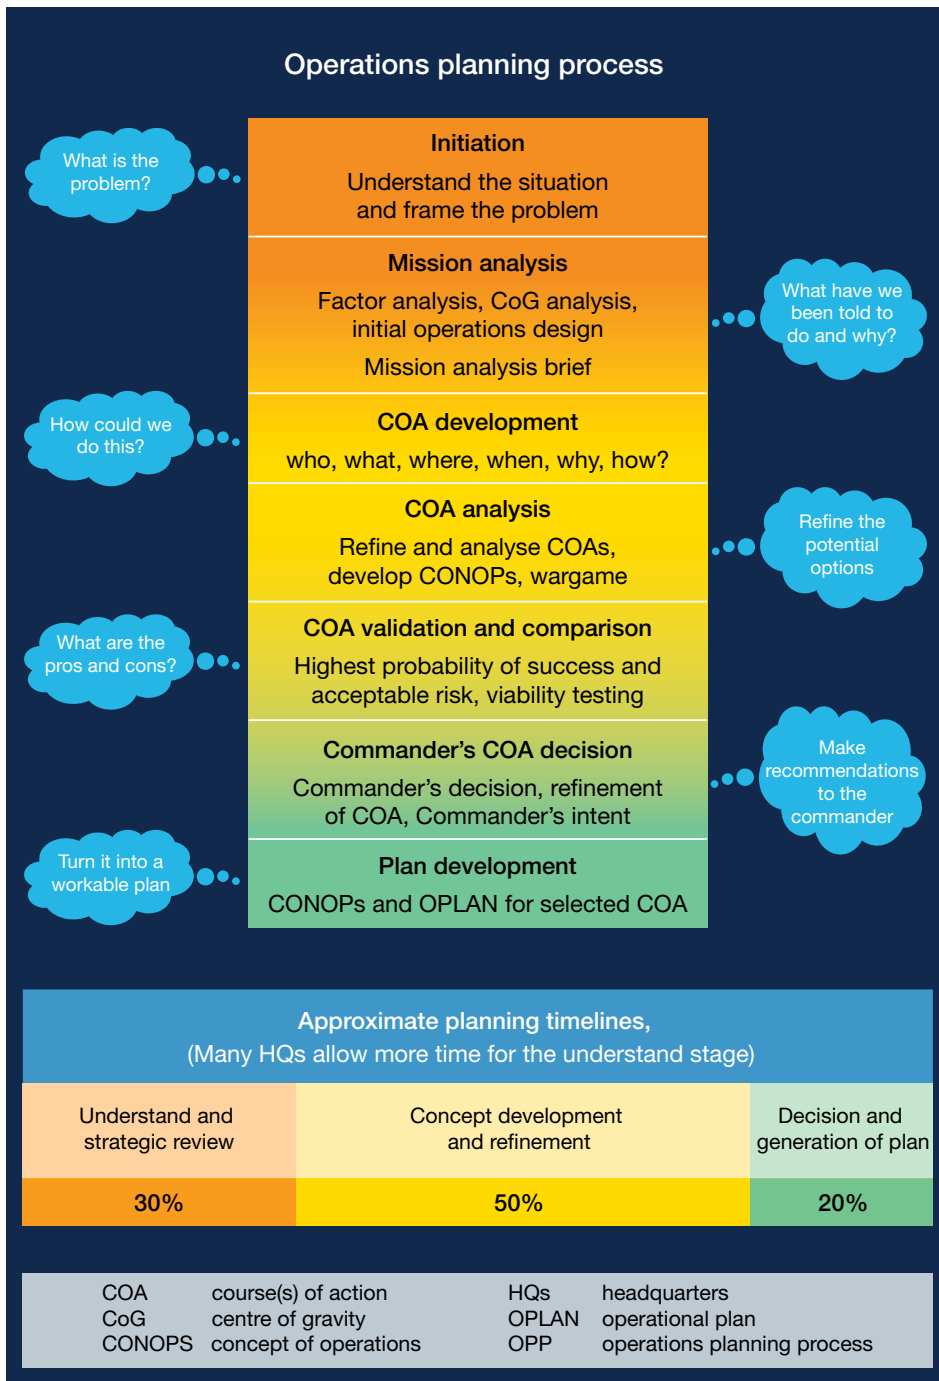 Operations planning process
What is the
problem?
Initiation
Understand the situation
and frame the problem
Mission analysis
Factor analysis, CoG analysis,
initial operations design
Mission analysis brief
What have we
been told to
do and why?
How could we
do this?
COA development
who, what, where, when, why, how?
COA analysis
Refine and analyse COAs,
develop CONOPs, wargame
Refine the
potential
options
What are the
pros and cons?
COA validation and comparison
Highest probability of success and
acceptable risk, viability testing
Commander’s COA decision
Commander’s decision, refinement
of COA, Commander’s intent
Make
recommendations
to the
commander
Turn it into a
workable plan
Plan development
CONOPs and OPLAN for selected COA
Approximate planning timelines,
(Many HQs allow more time for the understand stage)
Understand and
strategic review
30%
Concept development
and refinement
50%
Decision and
generation of plan
20%
COA course(s) of action
CoG centre of gravity
CONOPS concept of operations
HQs headquarters
OPLAN operational plan
OPP operations planning process